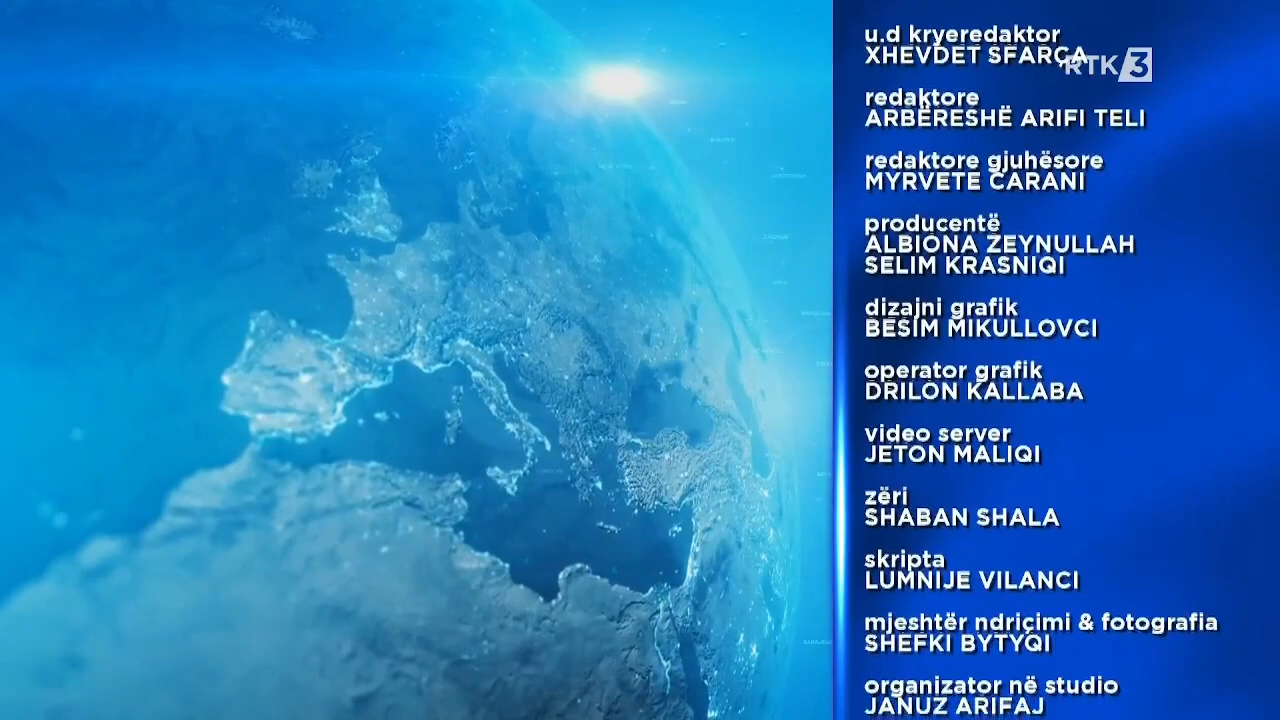 u.d kryeredaktor
XHEVDET SFARÇA
RTK 3
redaktore
ARBËRESHË ARIFI TELI
redaktore gjuhësore
MYRVETE ÇARANI
producentë
ALBIONA ZEYNULLAH
SELIM KRASNIQI
dizajni grafik
BESIM MIKULLOVCI
operator grafik
DRILON KALLABA
video server
JETON MALIQI
zëri
SHABAN SHALA
skripta
LUMNIJE VILANCI
mjeshtër ndriçimi & fotografia
SHEFKI BYTYQI
organizator në studio
JANUZ ARIFAJ